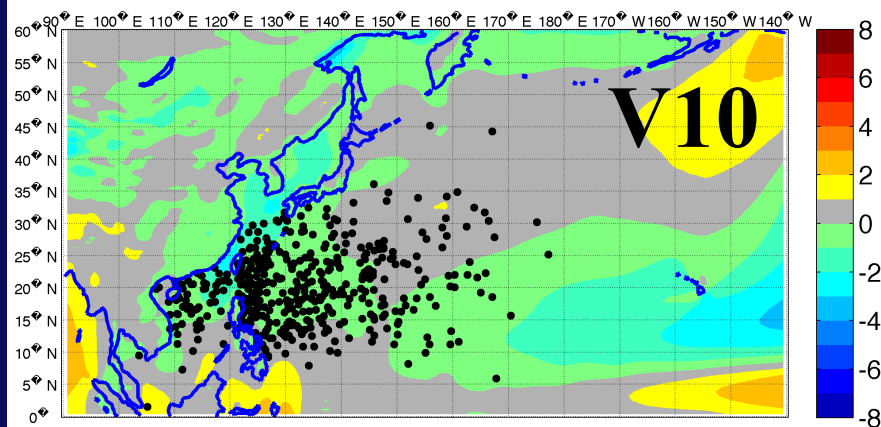 90� E 100� E 110� E 120� E 130� E 140� E 150� E 160� E 170� E 180� E 170� W 160� W 150� W 140� W
60� N
55� N
50� N
45� N
40� N
35� N
30� N
25� N
20� N
15� N
10� N
5� N
0�
V10
8
6
4
2
0
-2
-4
-6
-8